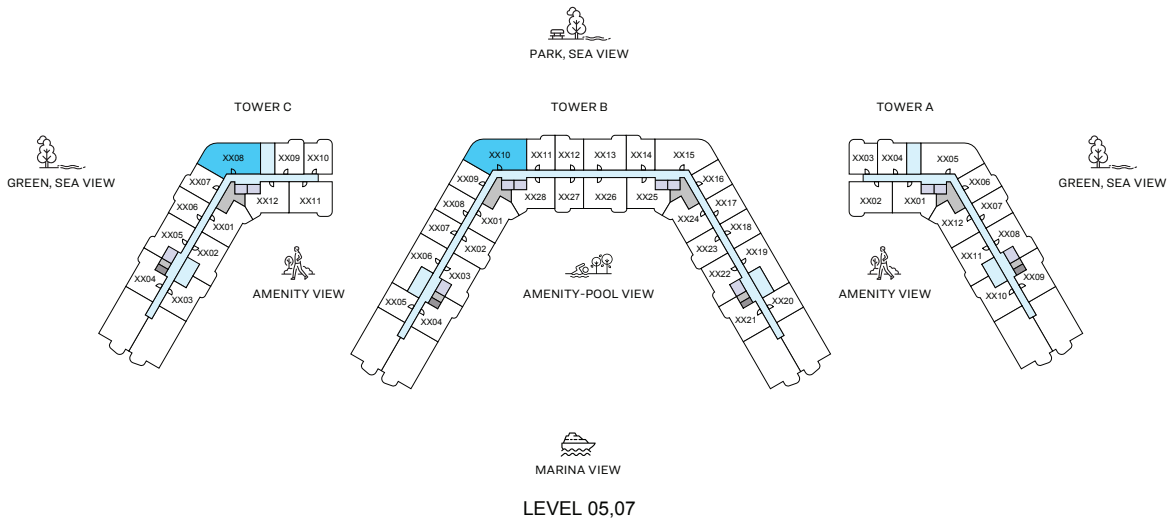 PARK, SEA VIEW
TOWER C
TOWER B
TOWER A
GREEN, SEA VIEW
GREEN, SEA VIEW
XX08
XX09
XX10
XX07
XX06
XX05
XX04
XX12
XX11
XX01
XX02
XX03
AMENITY VIEW
XX10
XX11
XX12
XX13
XX14
XX15
XX09
XX08
XX07
XX06
XX05
XX28
XX27
XX26
XX25
XX01
XX02
XX03
XX04
XX16
XX17
XX18
XX19
XX20
XX24
XX23
XX22
XX21
AMENITY-POOL VIEW
XX03
XX04
XX05
XX02
XX01
XX06
XX07
XX08
XX09
XX12
XX11
XX10
AMENITY VIEW
MARINA VIEW
LEVEL 05,07